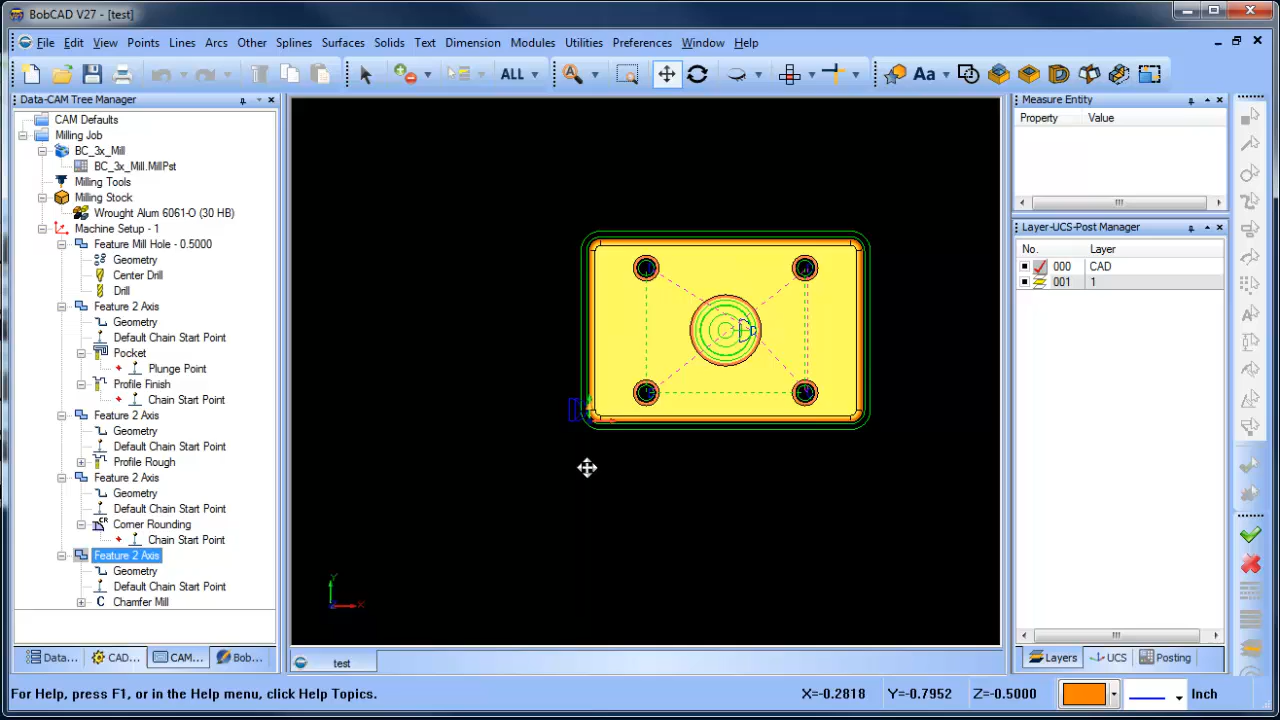 BobCAD V27 - [test]
File Edit View Points Lines Arcs Other Splines Surfaces Solids Text Dimension Modules Utilities Preferences Window Help
ALL Aa
Data-CAM Tree Manager
CAM Defaults
Milling Job
BC_3x_Mill
BC_3x_Mill.MillPst
Milling Tools
Milling Stock
Wrought Alum 6061-O (30 HB)
Machine Setup - 1
Feature Mill Hole - 0.5000
Geometry
Center Drill
Drill
Feature 2 Axis
Geometry
Default Chain Start Point
Pocket
Plunge Point
Profile Finish
Chain Start Point
Feature 2 Axis
Geometry
Default Chain Start Point
Profile Rough
Feature 2 Axis
Geometry
Default Chain Start Point
Corner Rounding
Chain Start Point
Feature 2 Axis
Geometry
Default Chain Start Point
Chamfer Mill
Data... CAD... CAM... Bob...
Y
X
test
Measure Entity
Property Value
Layer-UCS-Post Manager
No. Layer
000 CAD
001 1
Layers UCS Posting
For Help, press F1, or in the Help menu, click Help Topics.
X=-0.2818 Y=-0.7952 Z=-0.5000 Inch